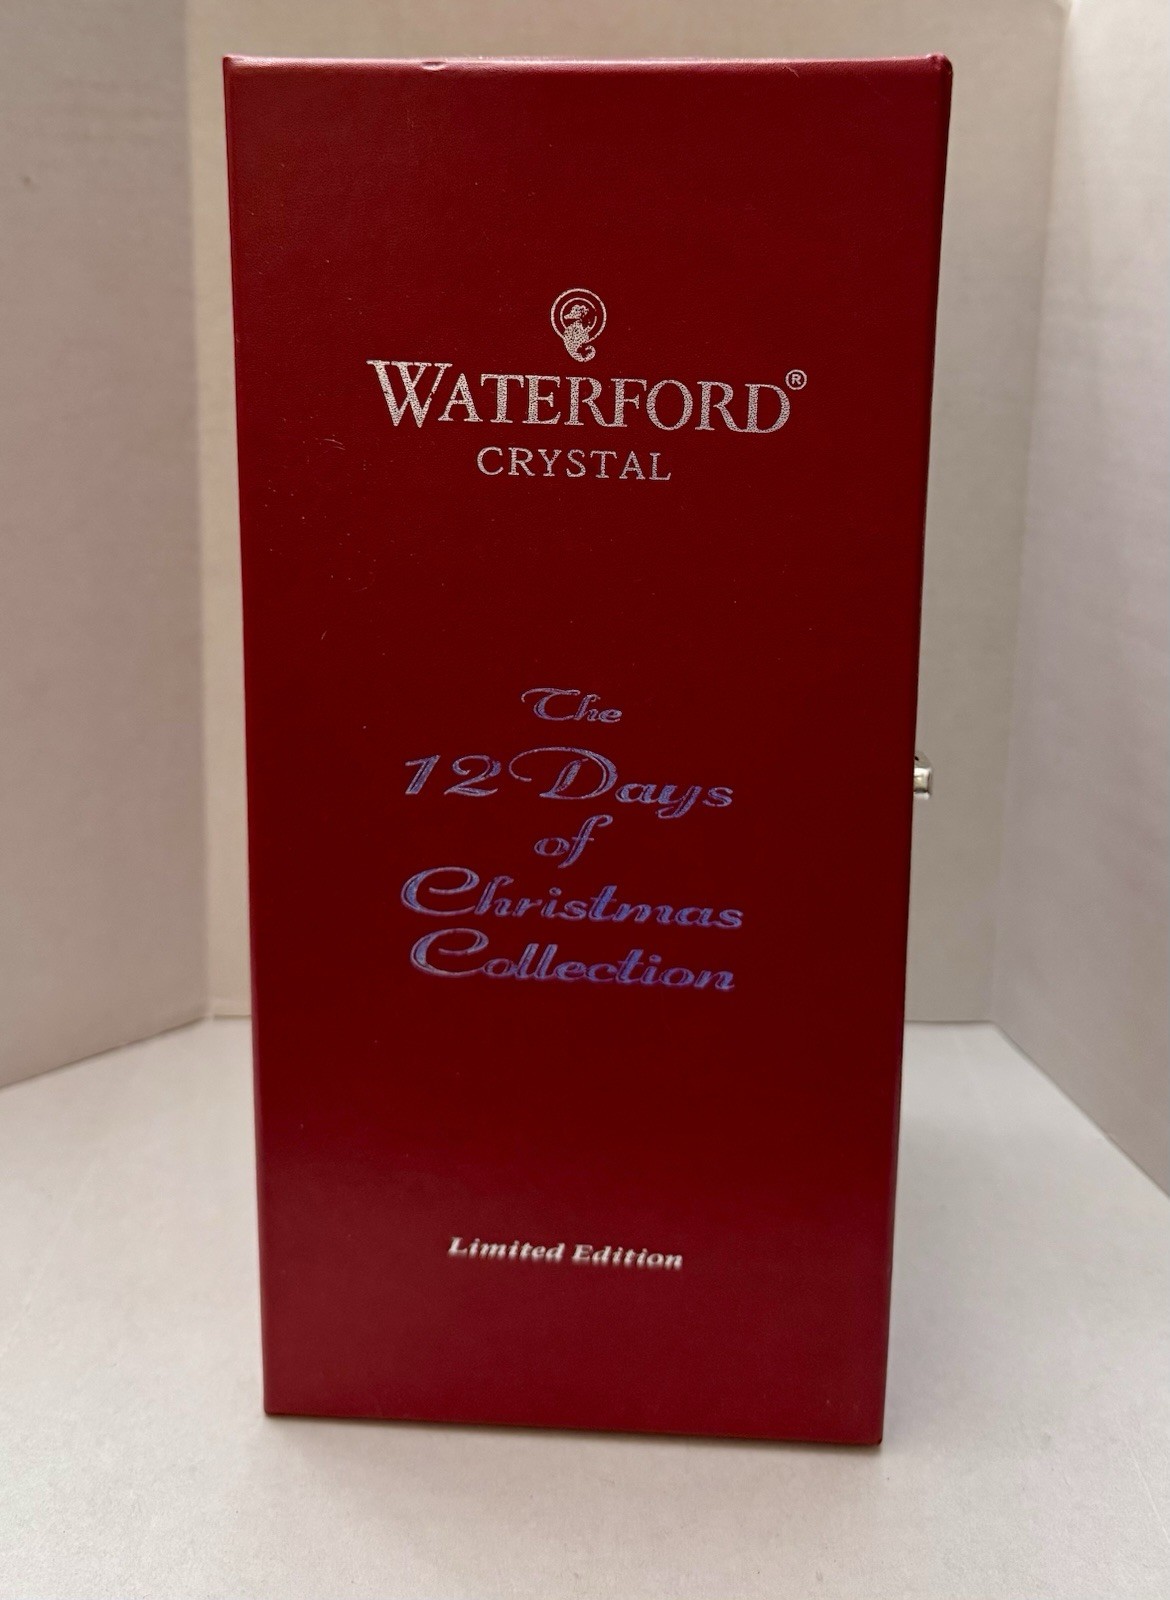 WATERFORD®
CRYSTAL
The
12 Days
of
Christmas
Collection
Limited Edition